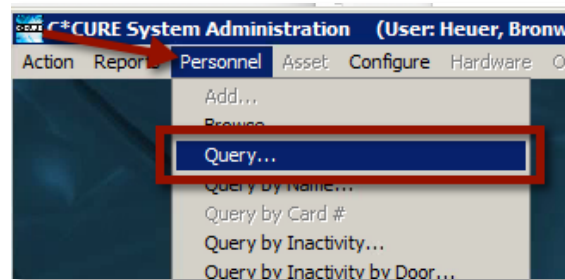 C*CURE System Administration (User: Heuer, Bronw
Action Reports Personnel Asset Configure Hardware O
Add...
Browse...
Query...
Query by Name...
Query by Card #
Query by Inactivity...
Query by Inactivity by Door...